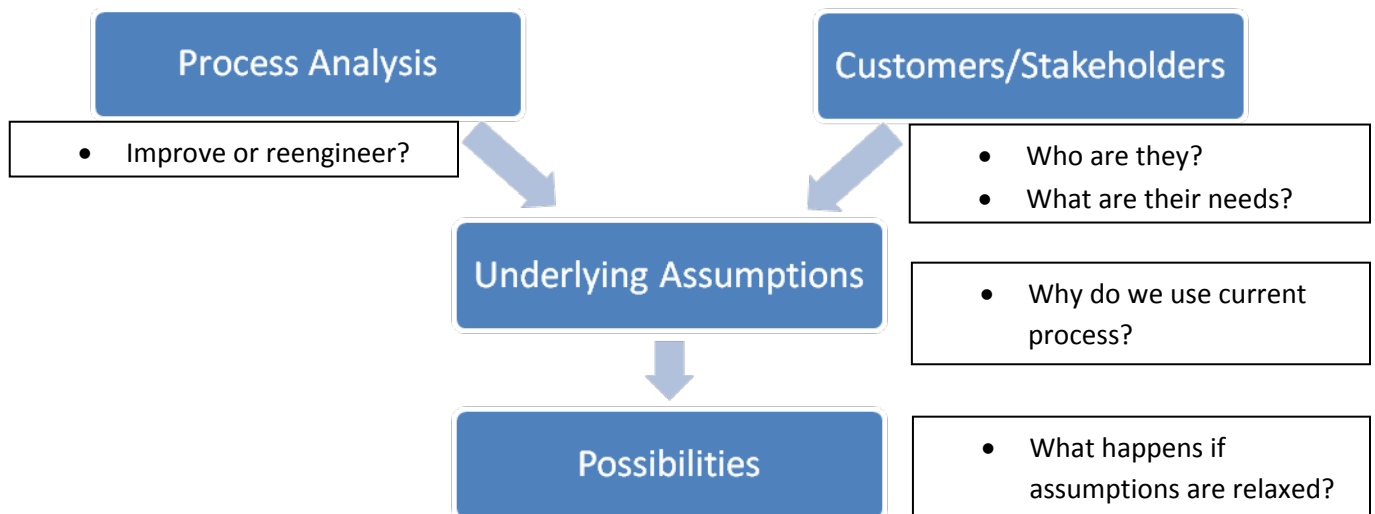 Process Analysis
Customers/Stakeholders
• Improve or reengineer?
• Who are they?
• What are their needs?
Underlying Assumptions
• Why do we use current
process?
Possibilities
• What happens if
assumptions are relaxed?